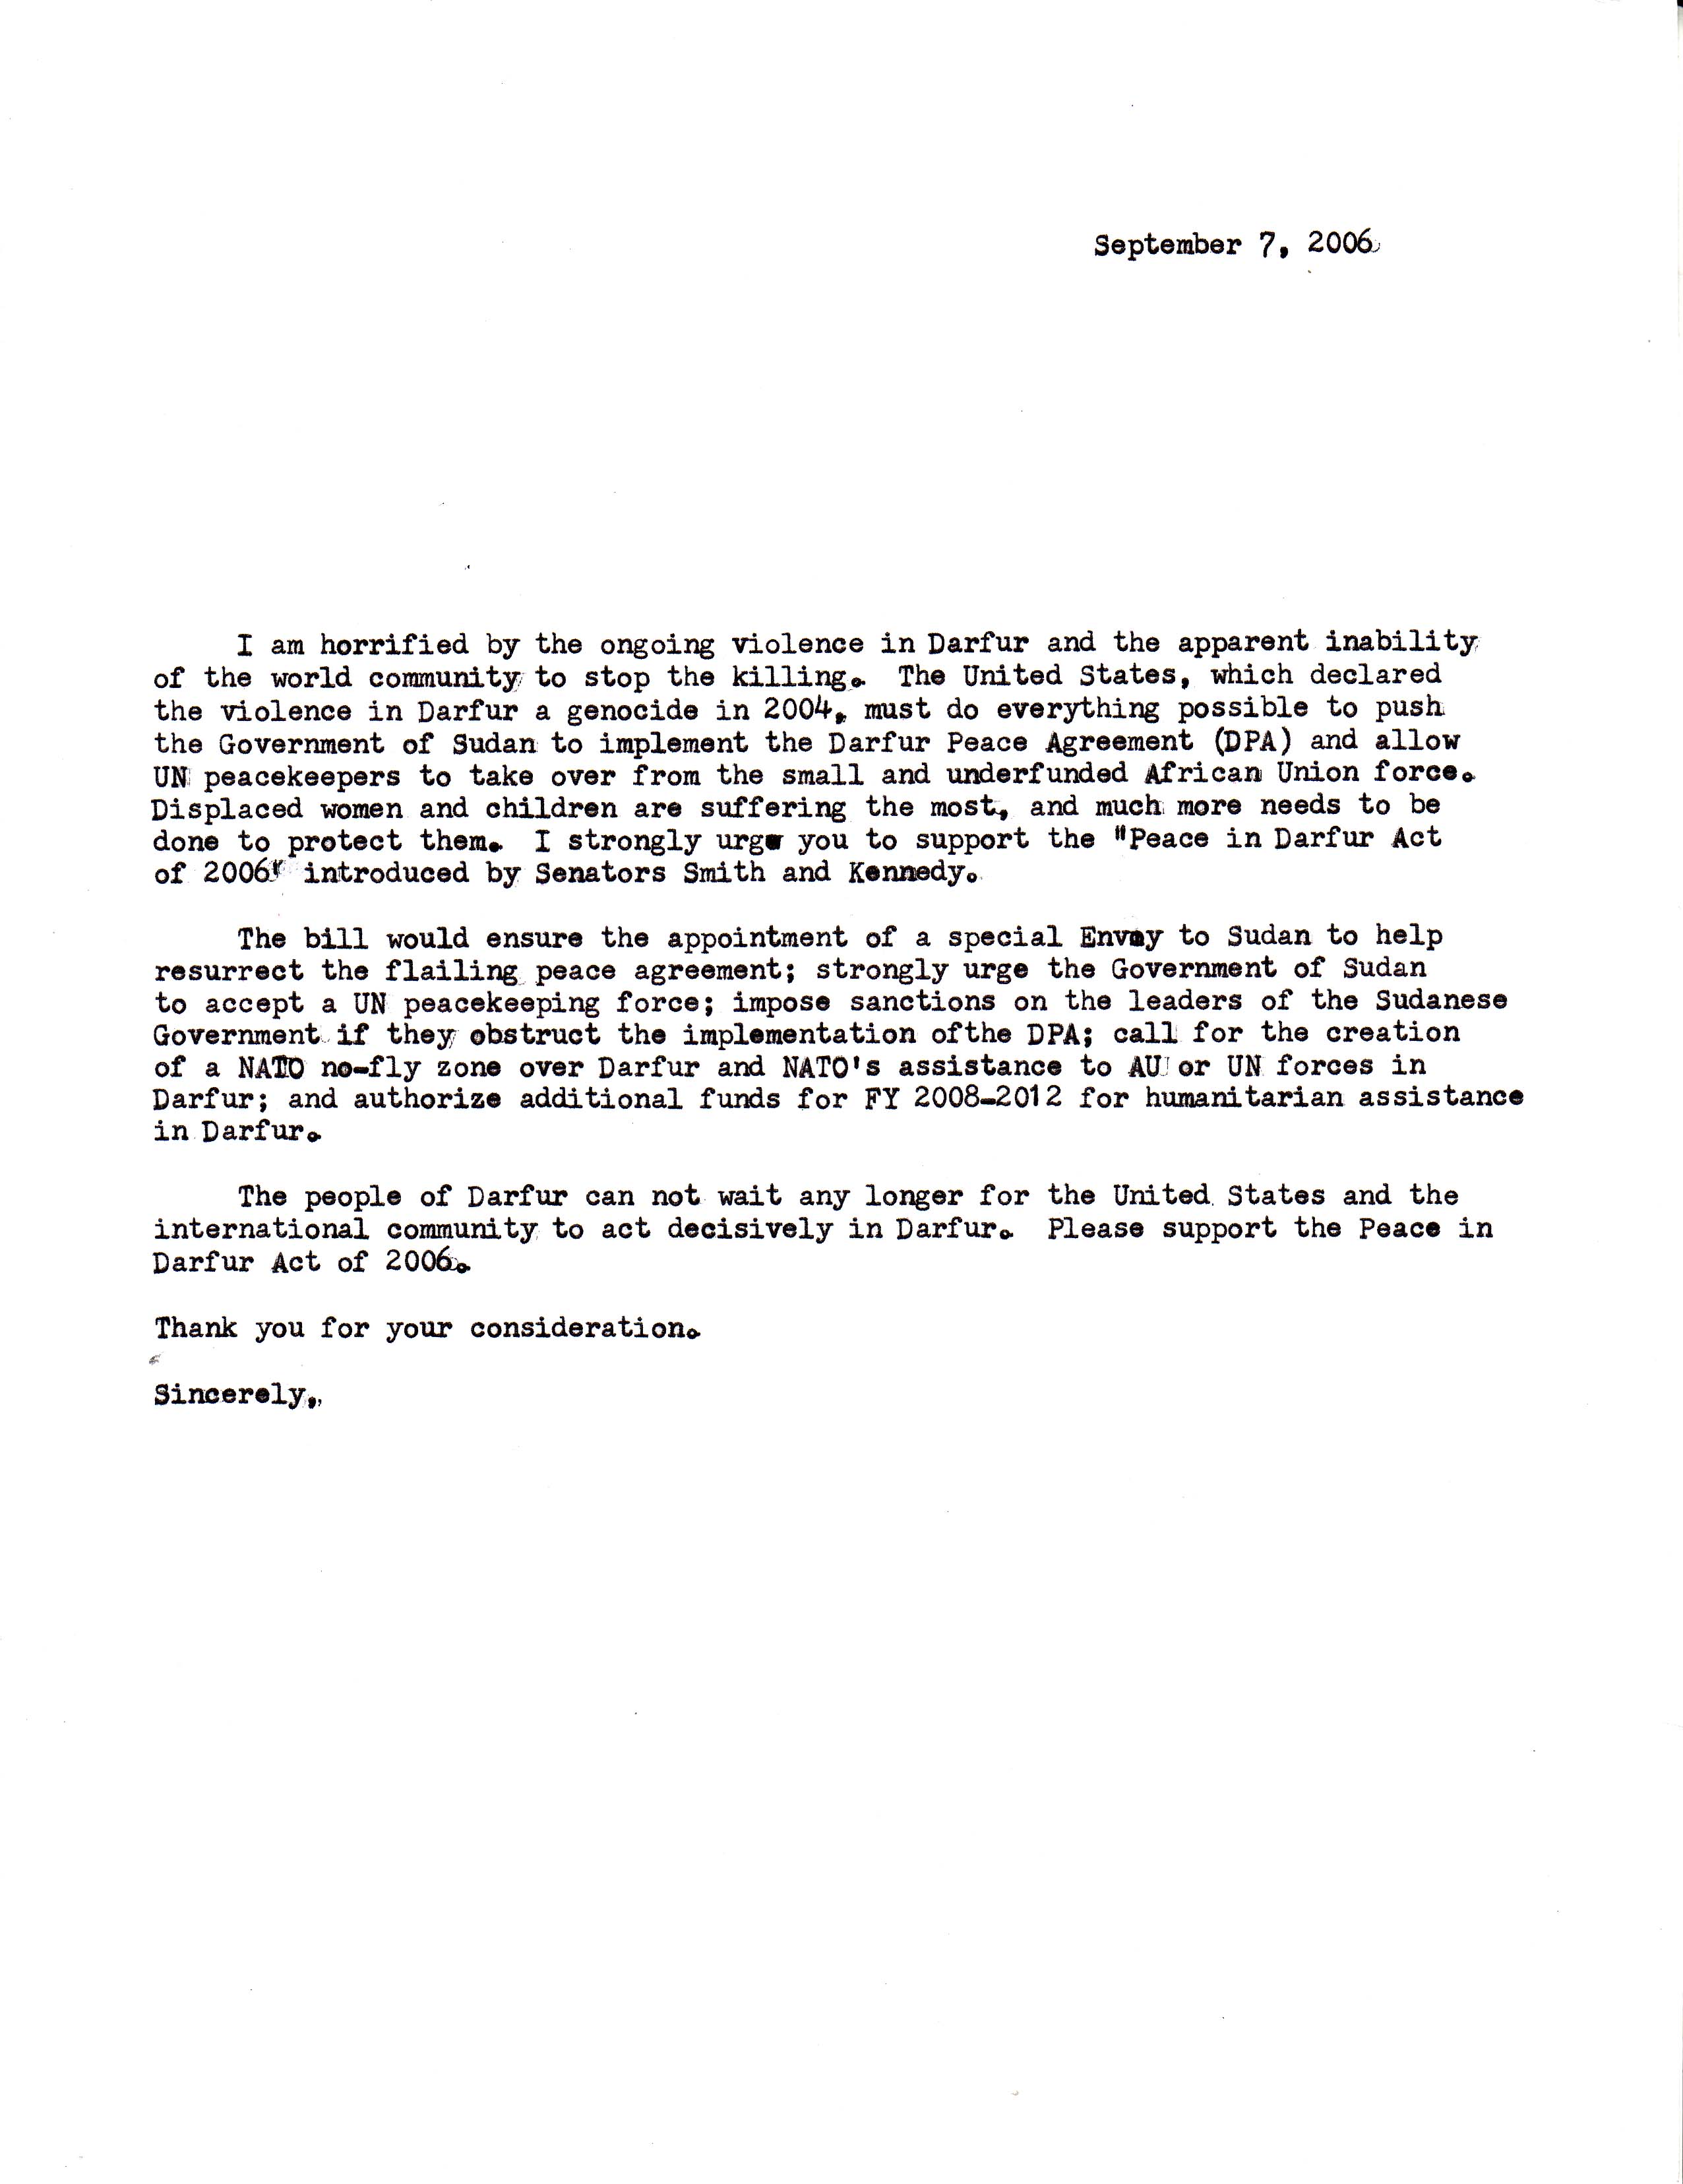 September 7, 2006
I am horrified by the ongoing violence in Darfur and the apparent inability
of the world community to stop the killing. The United States, which declared
the violence in Darfur a genocide in 2004, must do everything possible to push
the Government of Sudan to implement the Darfur Peace Agreement (DPA) and allow
UN peacekeepers to take over from the small and underfunded African Union force.
Displaced women and children are suffering the most, and much more needs to be
done to protect them. I strongly urge you to support the "Peace in Darfur Act
of 2006" introduced by Senators Smith and Kennedy.
The bill would ensure the appointment of a special Envoy to Sudan to help
resurrect the flailing peace agreement; strongly urge the Government of Sudan
to accept a UN peacekeeping force; impose sanctions on the leaders of the Sudanese
Government if they obstruct the implementation ofthe DPA; call for the creation
of a NATO no-fly zone over Darfur and NATO's assistance to AU or UN forces in
Darfur; and authorize additional funds for FY 2008-2012 for humanitarian assistance
in Darfur.
The people of Darfur can not wait any longer for the United States and the
international community to act decisively in Darfur. Please support the Peace in
Darfur Act of 2006.
Thank you for your consideration.
Sincerely,